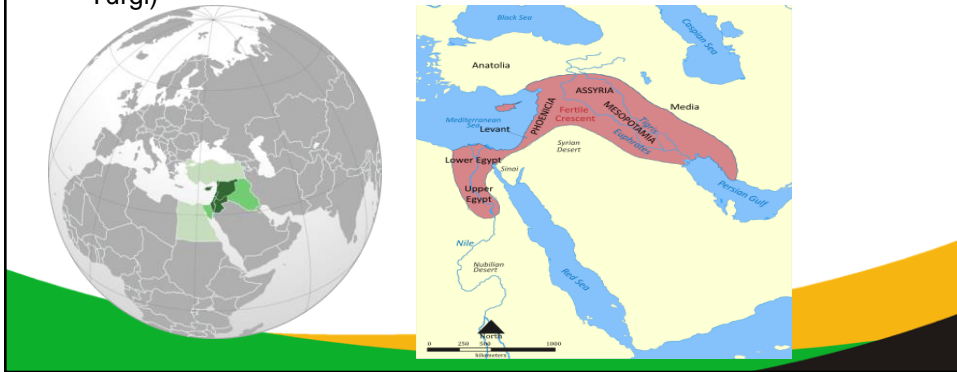 Black Sea
Caspian Sea
Anatolia
ASSYRIA
Media
PHOENICIA
MESOPOTAMIA
Tigris
Fertile
Crescent
Mediterranean
Sea
Levant
Euphrates
Syrian
Desert
Lower Egypt
Sinai
Upper
Egypt
Persian Gulf
Nile
Nubilian
Desert
Red Sea
North
0 250 500 1000
kilometers